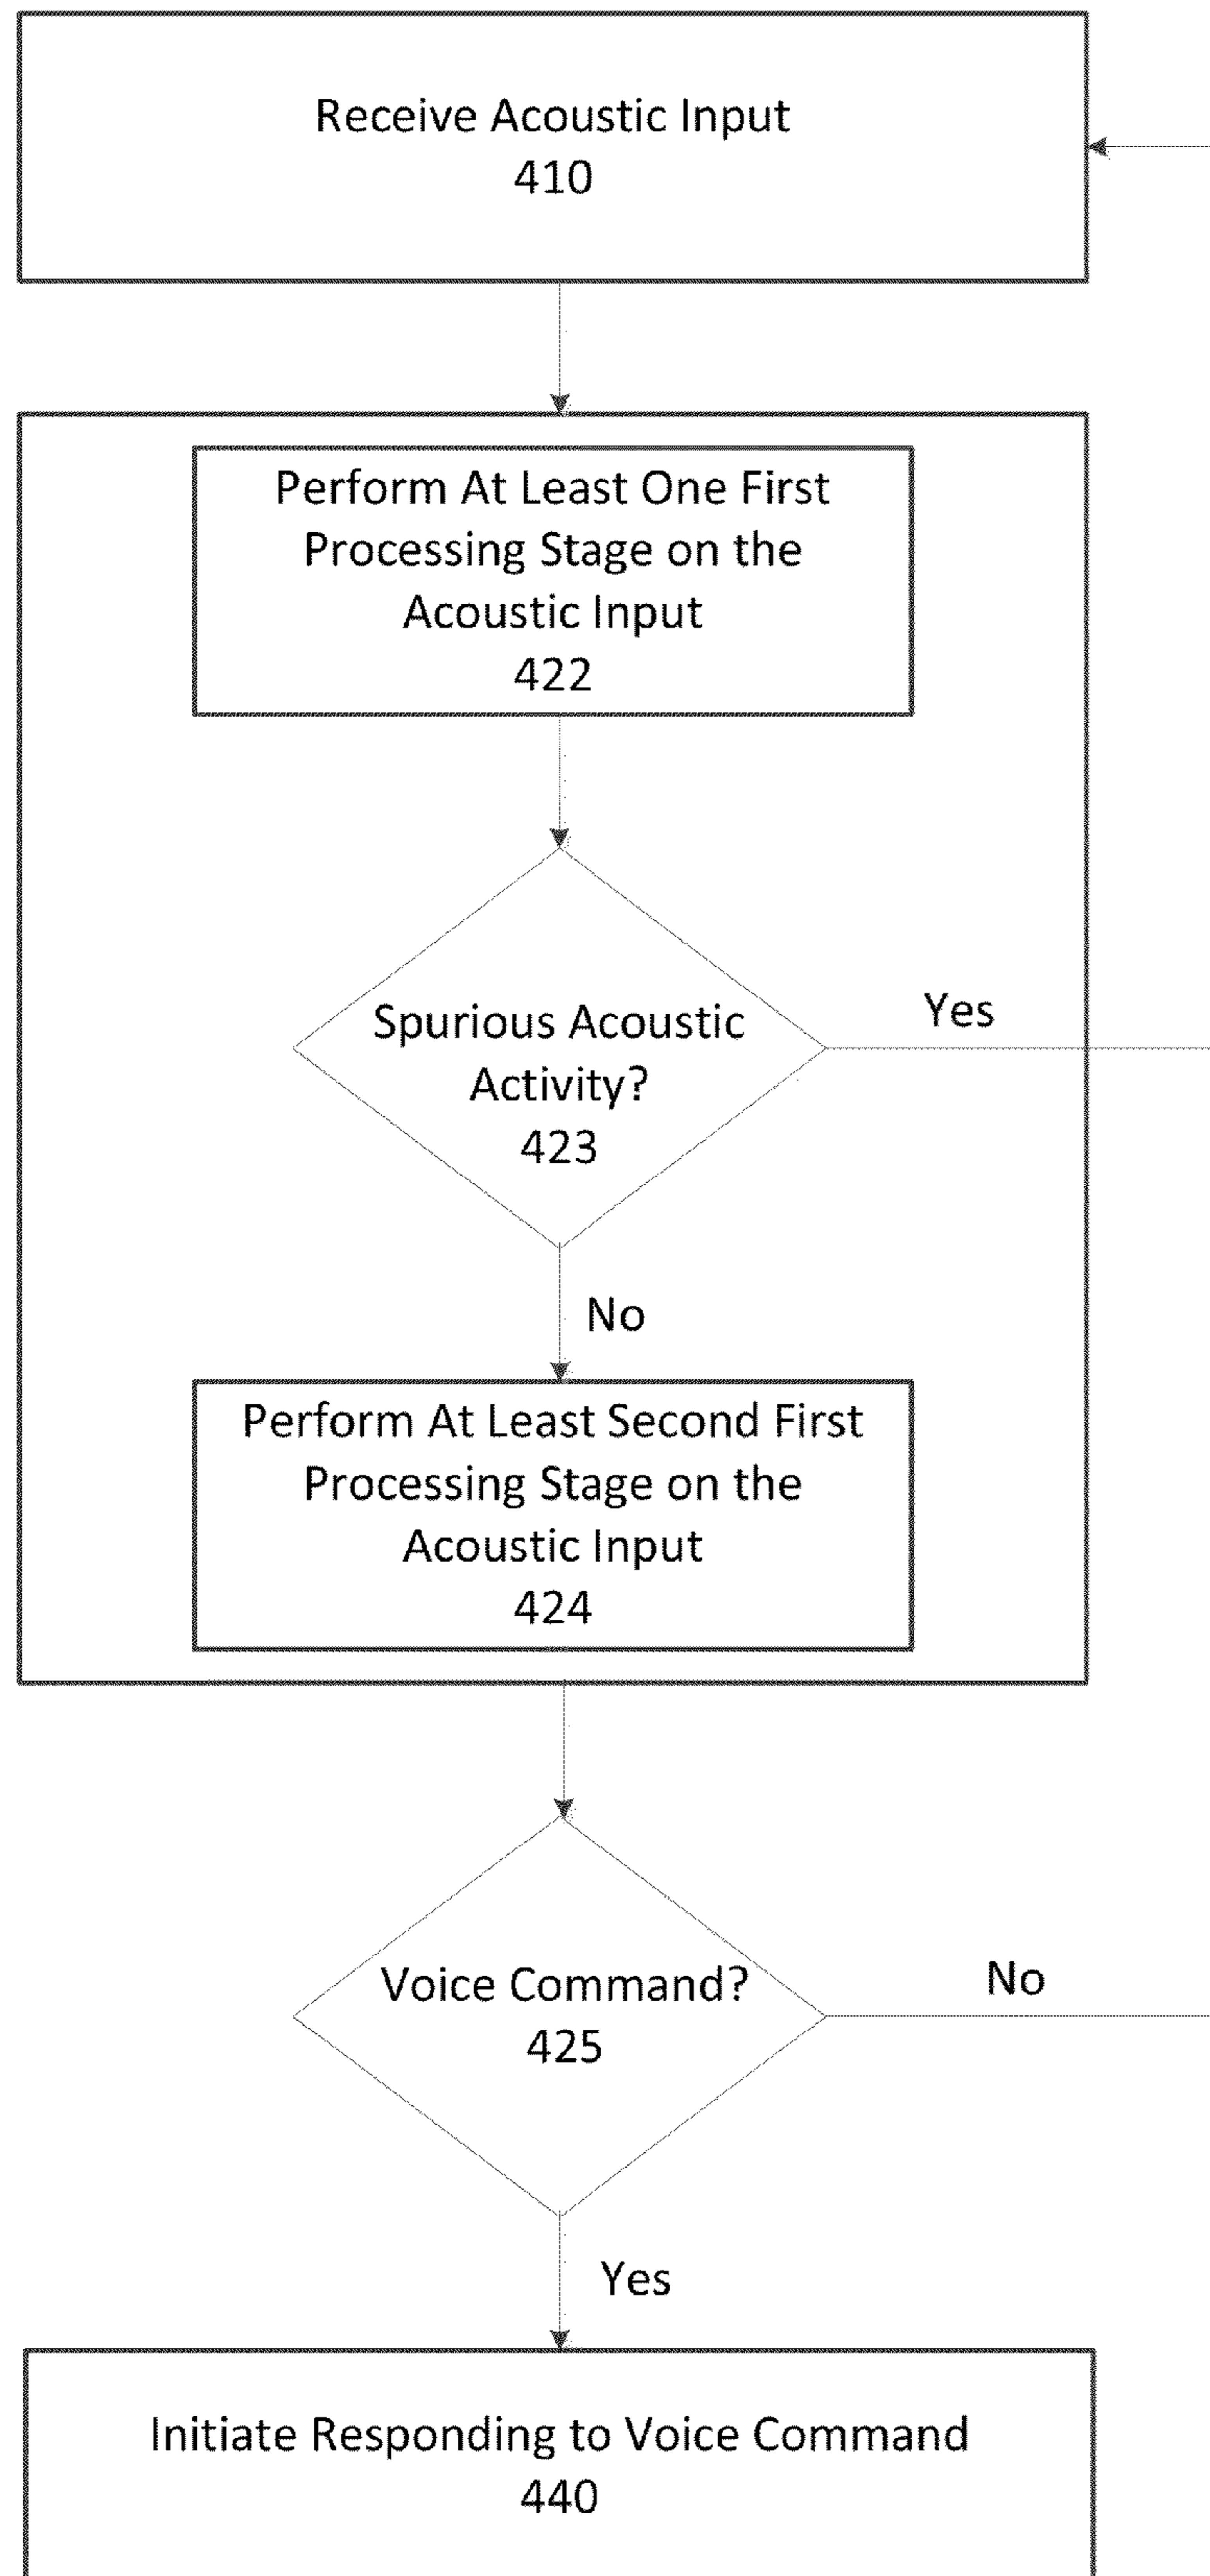 Receive Acoustic Input
410
Perform At Least One First
Processing Stage on the
Acoustic Input
422
Spurious Acoustic
Activity?
423
Yes
No
Perform At Least Second First
Processing Stage on the
Acoustic Input
424
Voice Command?
425
No
Yes
Initiate Responding to Voice Command
440